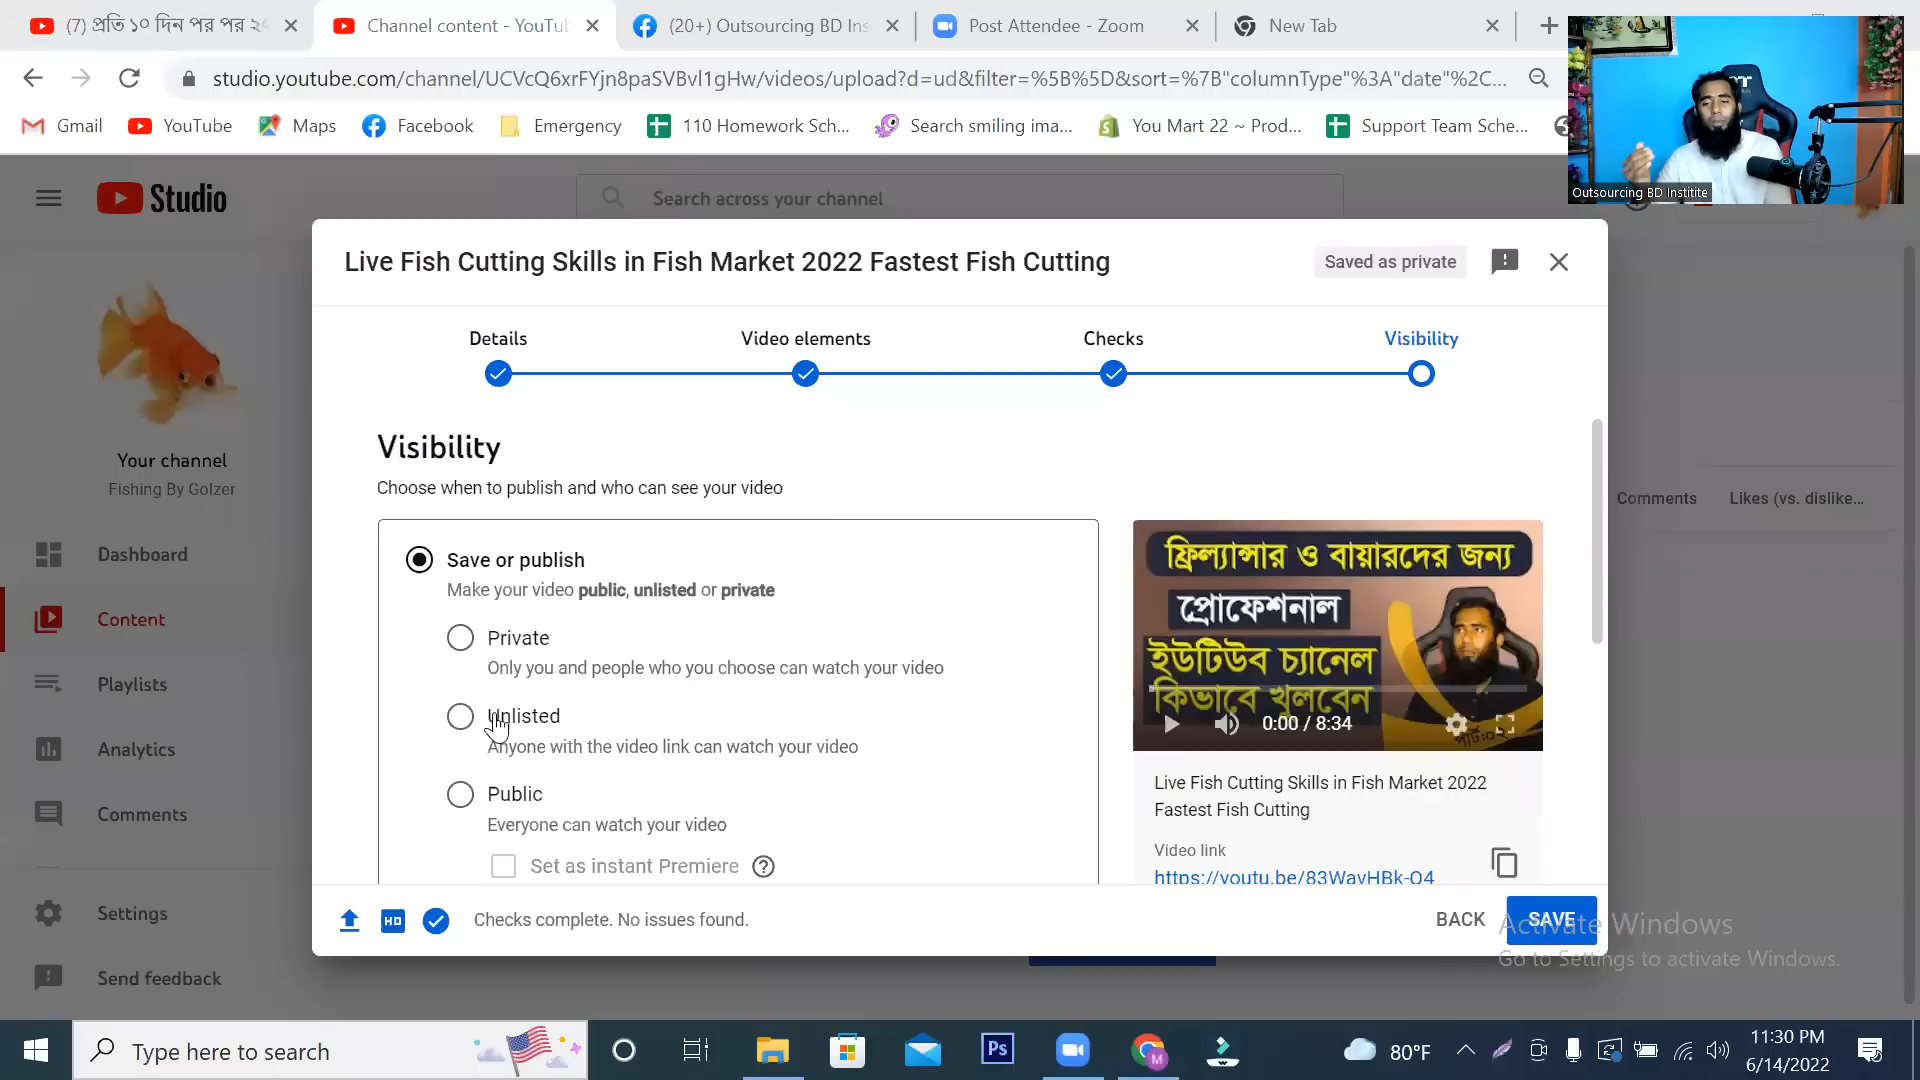 (7) প্রতি ১০ দিন পর পর ২৫
Channel content - YouTub
(20+) Outsourcing BD Ins
Post Attendee - Zoom
New Tab
studio.youtube.com/channel/UCVcQ6xrFYjn8paSVBvl1gHw/videos/upload?d=ud&filter=%5B%5D&sort=%7B"columnType"%3A"date"%2C...
Gmail
YouTube
Maps
Facebook
Emergency
110 Homework Sch...
Search smiling ima...
You Mart 22 ~ Prod...
Support Team Sche...
Outsourcing BD Institite
Studio
Search across your channel
Live Fish Cutting Skills in Fish Market 2022 Fastest Fish Cutting
Saved as private
Details
Video elements
Checks
Visibility
Visibility
Choose when to publish and who can see your video
Your channel
Fishing By Golzer
Dashboard
Content
Playlists
Analytics
Comments
Settings
Send feedback
Save or publish
Make your video public, unlisted or private
Private
Only you and people who you choose can watch your video
Unlisted
Anyone with the video link can watch your video
Public
Everyone can watch your video
Set as instant Premiere
ফ্রিল্যান্সার ও বায়ারদের জন্য
প্রোফেশনাল
ইউটিউব চ্যানেল
কিভাবে খুলবেন
0:00 / 8:34
পার্ট:০২
Live Fish Cutting Skills in Fish Market 2022
Fastest Fish Cutting
Video link
https://youtu.be/83WavHBk-O4
Comments
Likes (vs. dislike...
HD
Checks complete. No issues found.
BACK
SAVE
Activate Windows
Go to Settings to activate Windows.
Type here to search
Ps
M
80°F
11:30 PM
6/14/2022